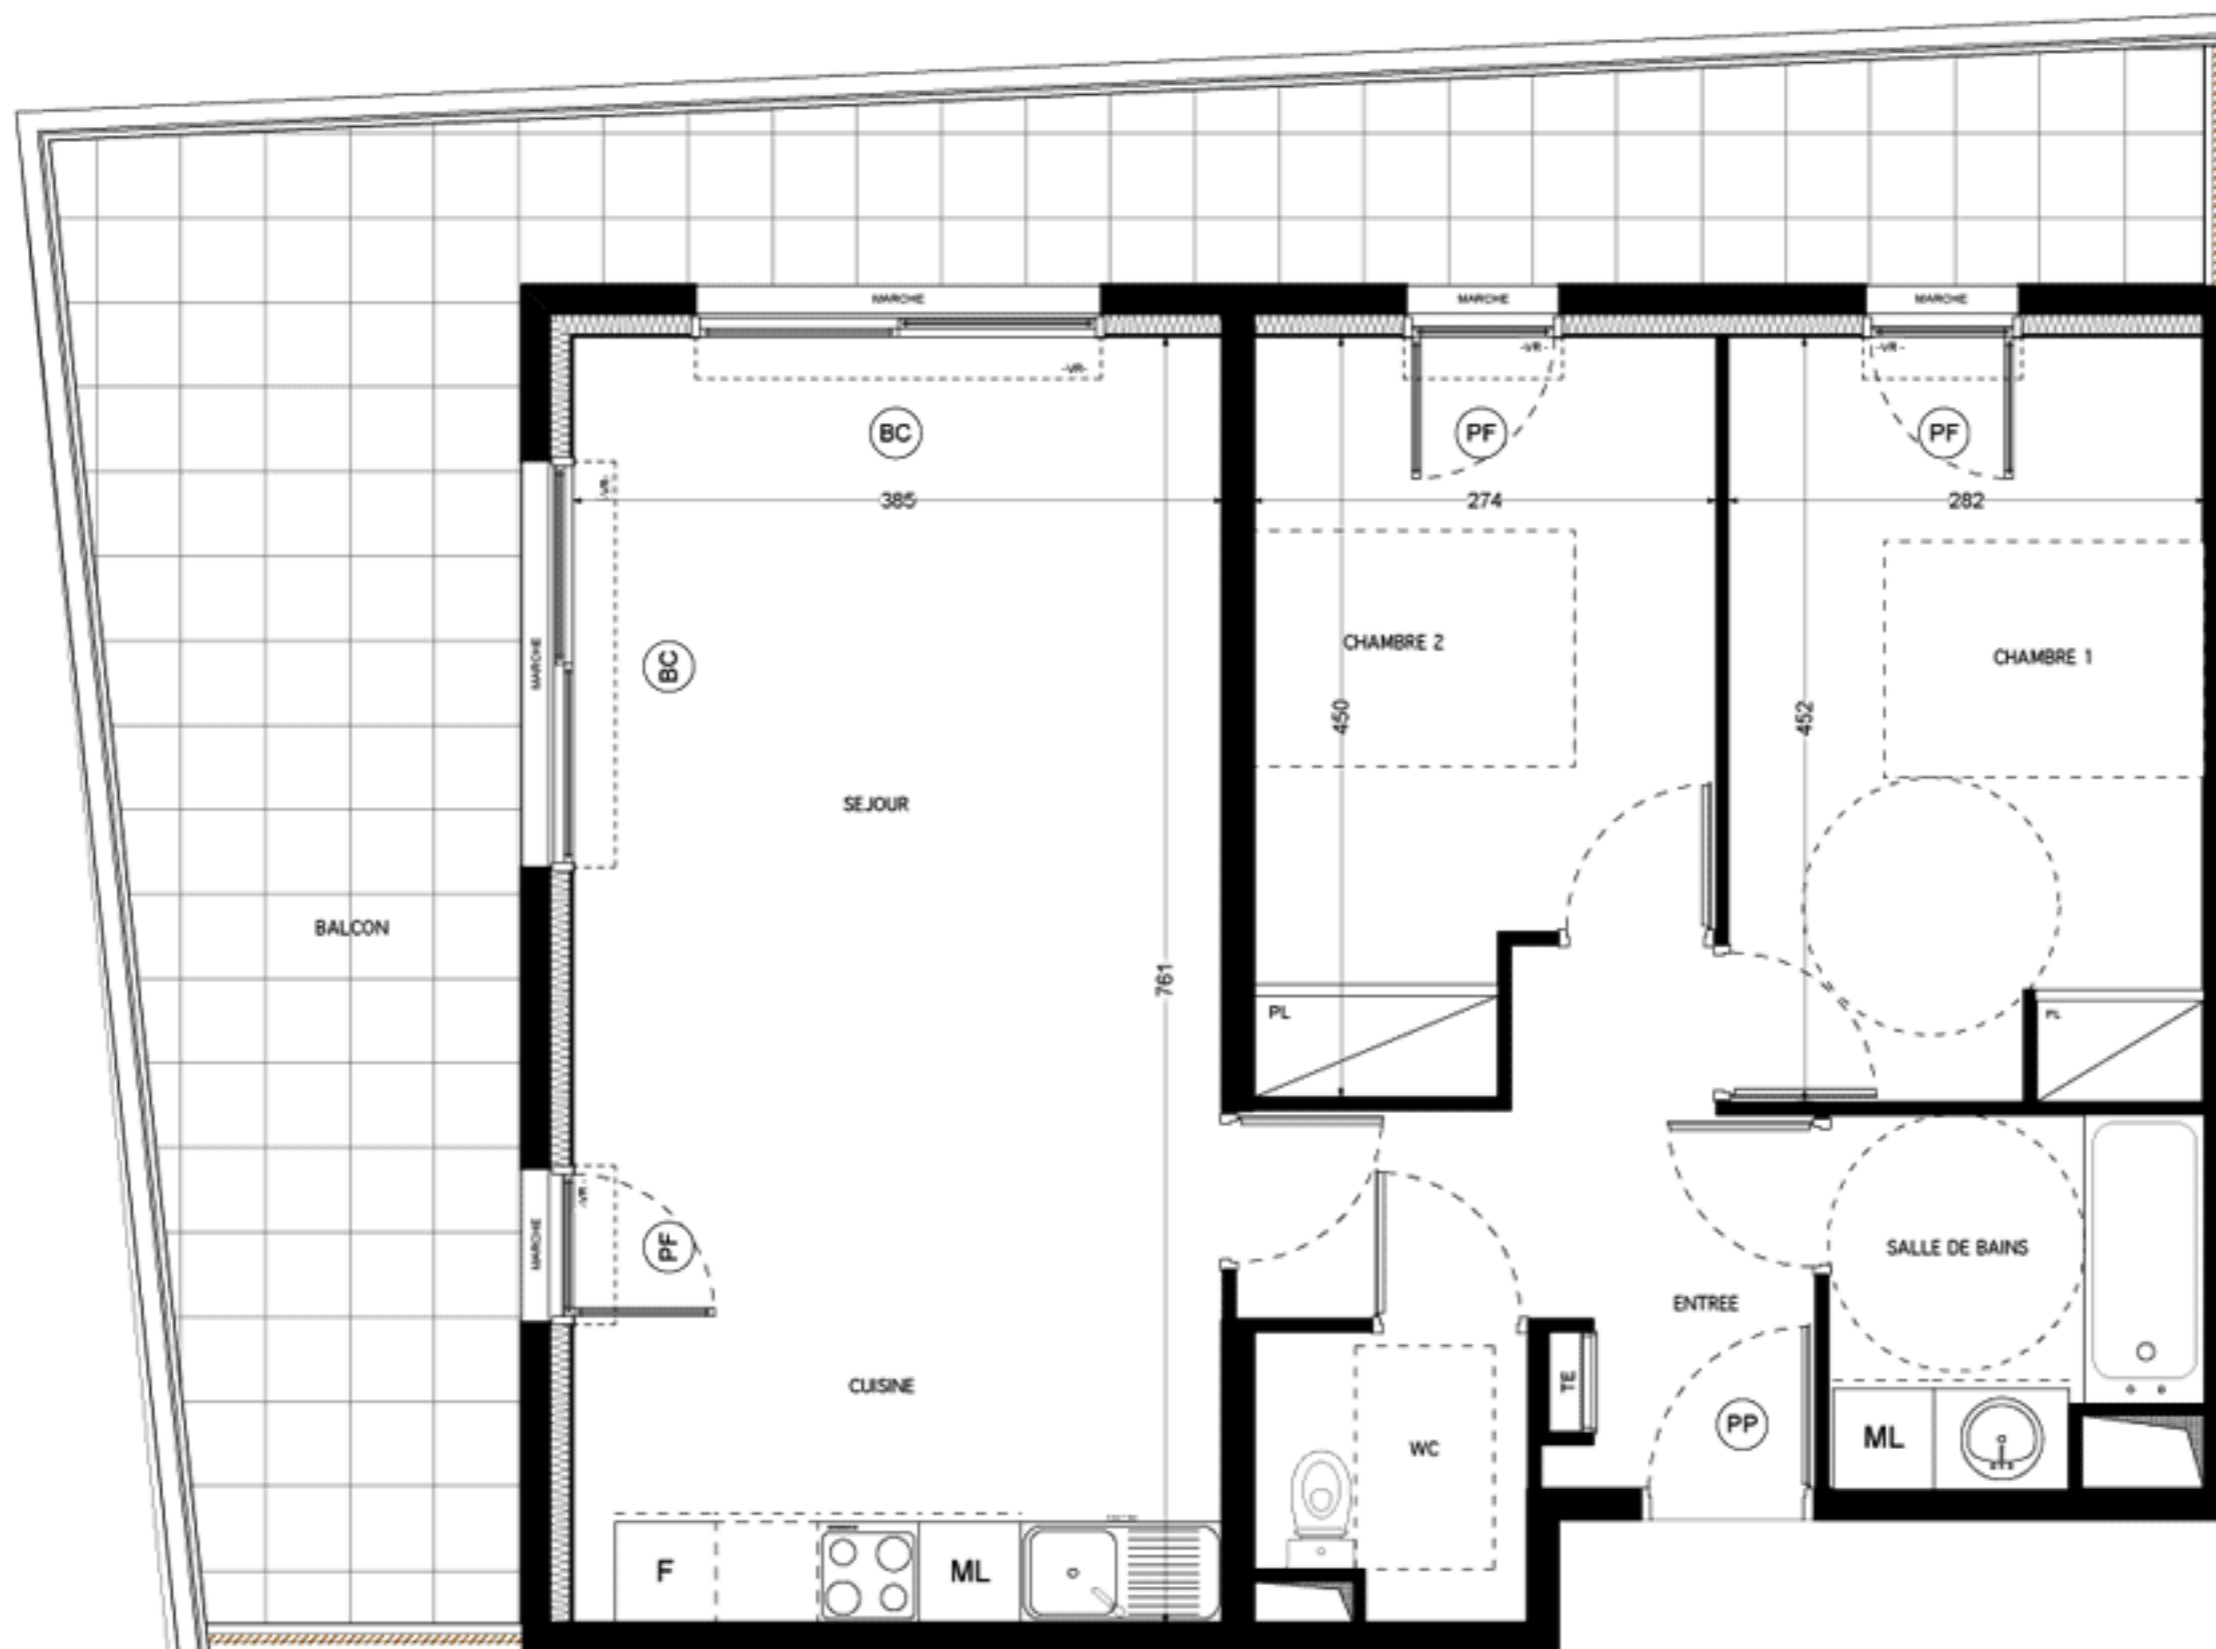 MARCHE
MARCHE
MARCHE
-VR-
-VR-
-VR-
BC
PF
PF
-VR-
385
274
282
MARCHE
BC
CHAMBRE 2
CHAMBRE 1
450
452
SEJOUR
BALCON
761
PL
PL
-VR-
MARCHE
PF
SALLE DE BAINS
ENTREE
CUISINE
TE
PP
ML
WC
F
ML